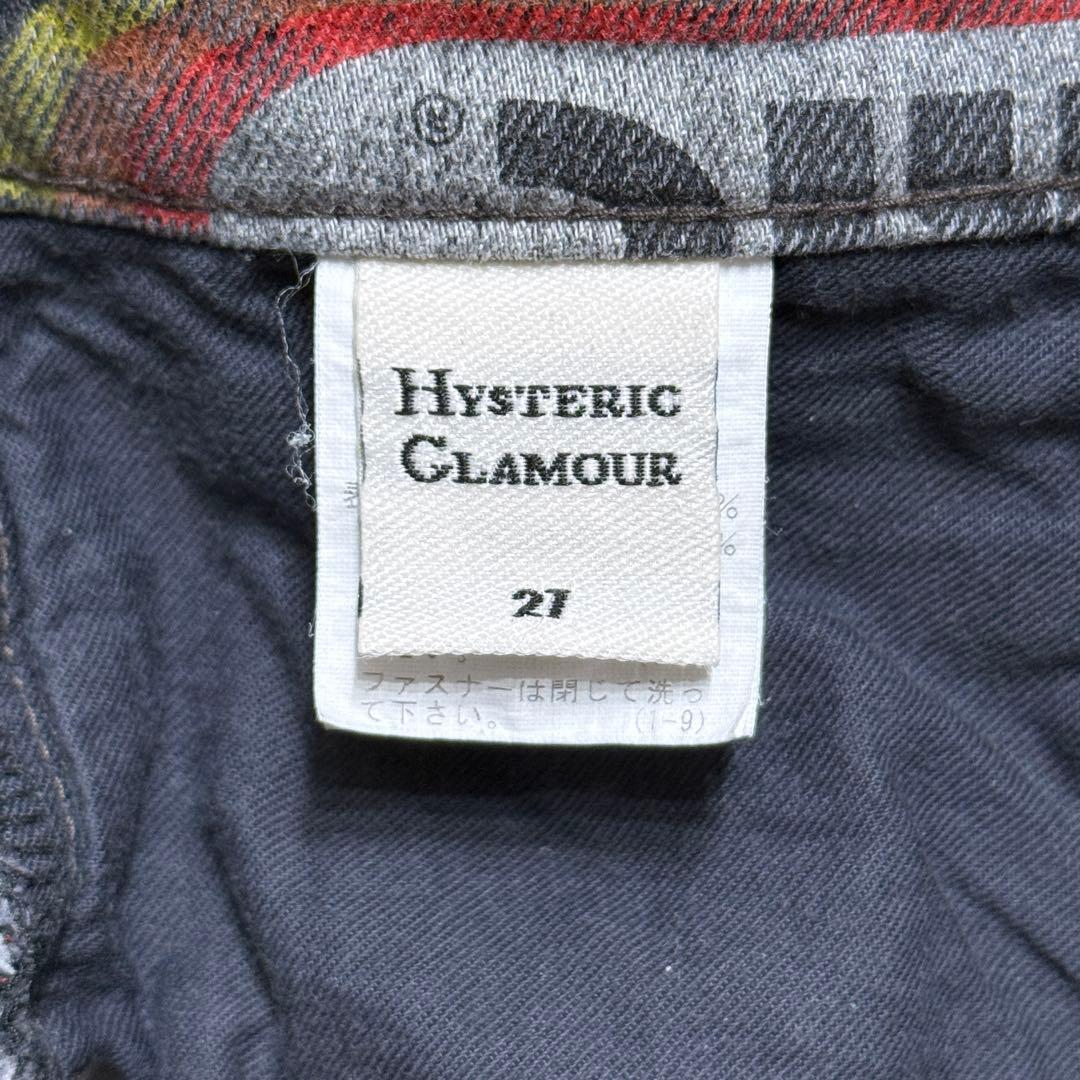 ®
HYSTERIC
GLAMOUR
27
%
%
ファスナーは閉じて洗っ
て下さい。 (1-9)